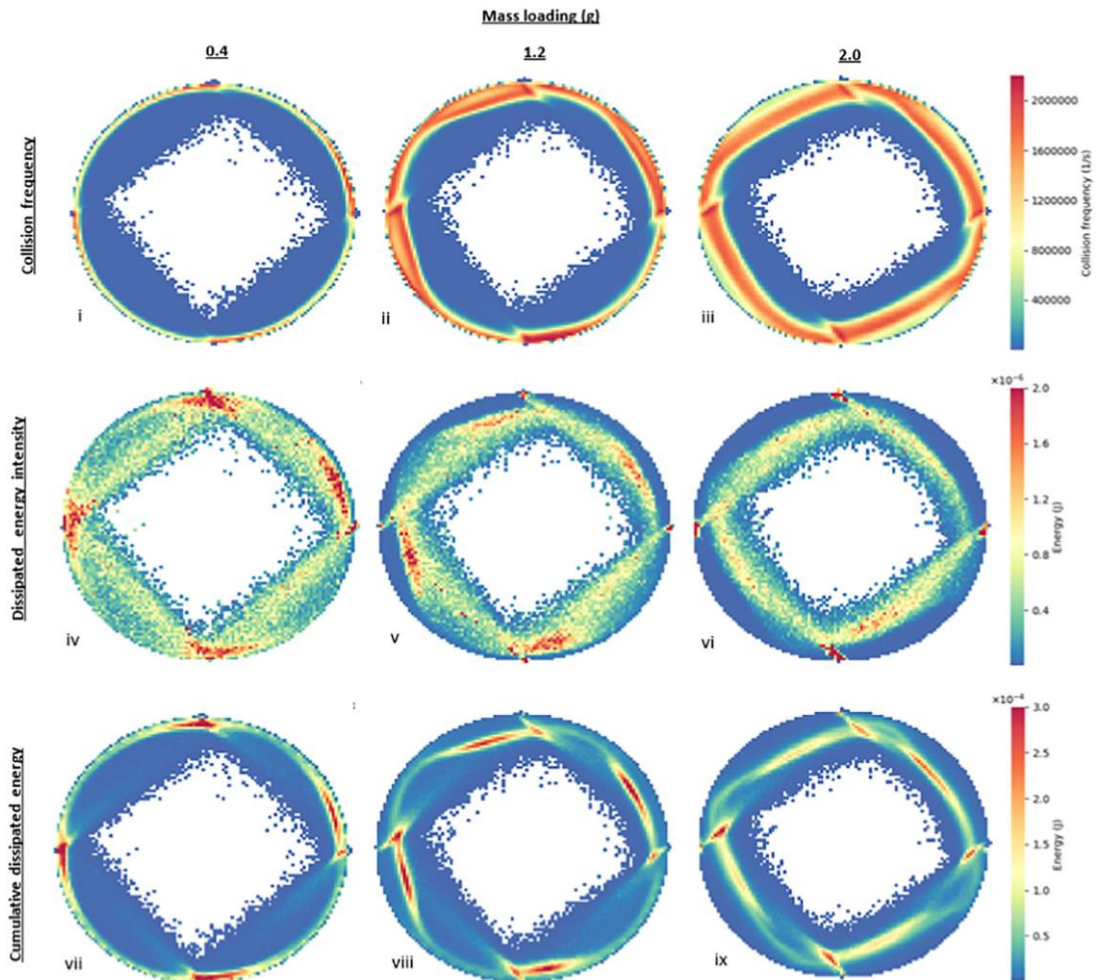 Mass loading (g)
0.4
1.2
2.0
Collision frequency
i
ii
iii
2000000
1600000
1200000
800000
400000
Collision frequency (1/s)
Dissipated energy intensity
iv
v
vi
×10⁻⁶
2.0
1.6
1.2
0.8
0.4
Energy (j)
Cumulative dissipated energy
vii
viii
ix
×10⁻⁴
3.0
2.5
2.0
1.5
1.0
0.5
Energy (j)